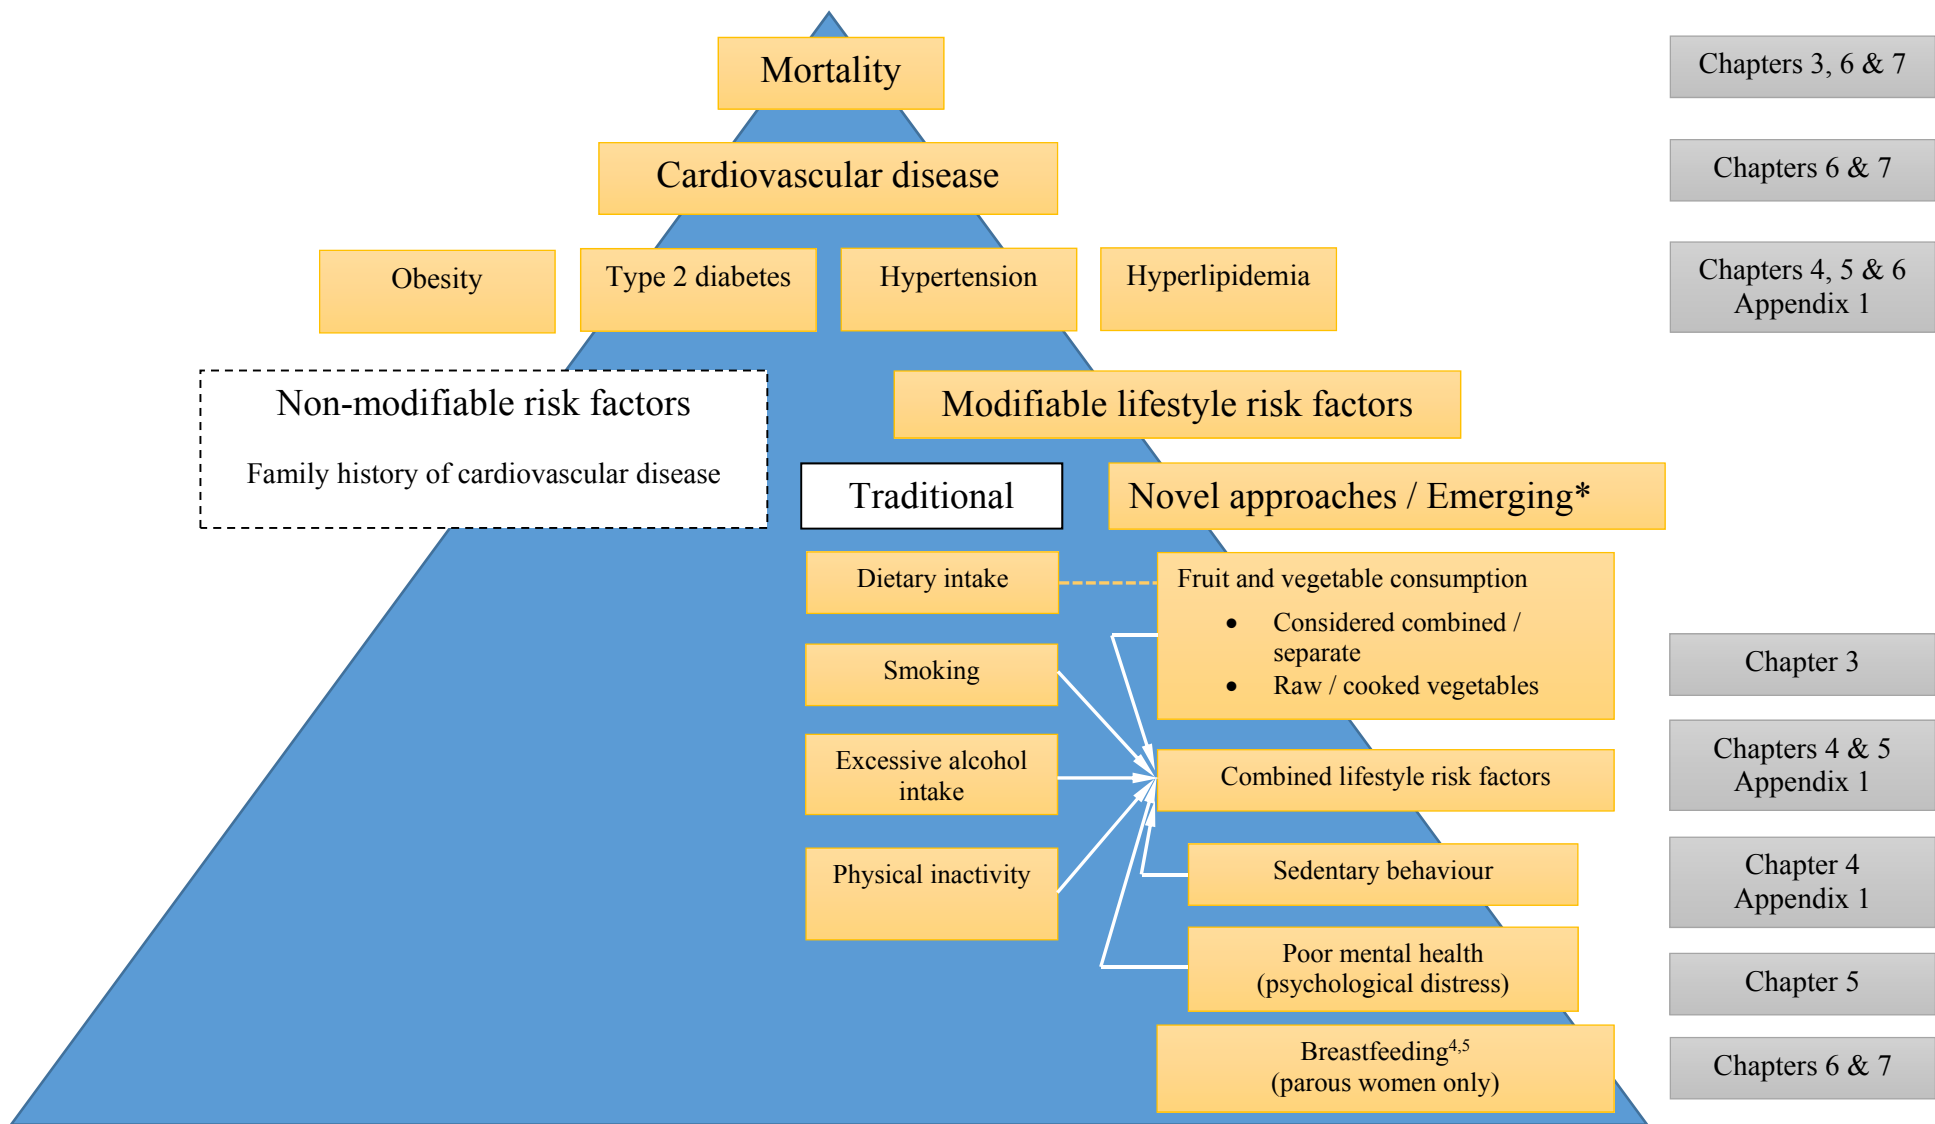 Mortality
Chapters 3, 6 & 7
Cardiovascular disease
Chapters 6 & 7
Obesity
Type 2 diabetes
Hypertension
Hyperlipidemia
Chapters 4, 5 & 6
Appendix 1
Non-modifiable risk factors
Family history of cardiovascular disease
Modifiable lifestyle risk factors
Traditional
Novel approaches / Emerging*
Dietary intake
Fruit and vegetable consumption
• Considered combined /
separate
• Raw / cooked vegetables
Chapter 3
Smoking
Excessive alcohol
intake
Combined lifestyle risk factors
Chapters 4 & 5
Appendix 1
Physical inactivity
Sedentary behaviour
Chapter 4
Appendix 1
Poor mental health
(psychological distress)
Chapter 5
Breastfeeding⁴,⁵
(parous women only)
Chapters 6 & 7